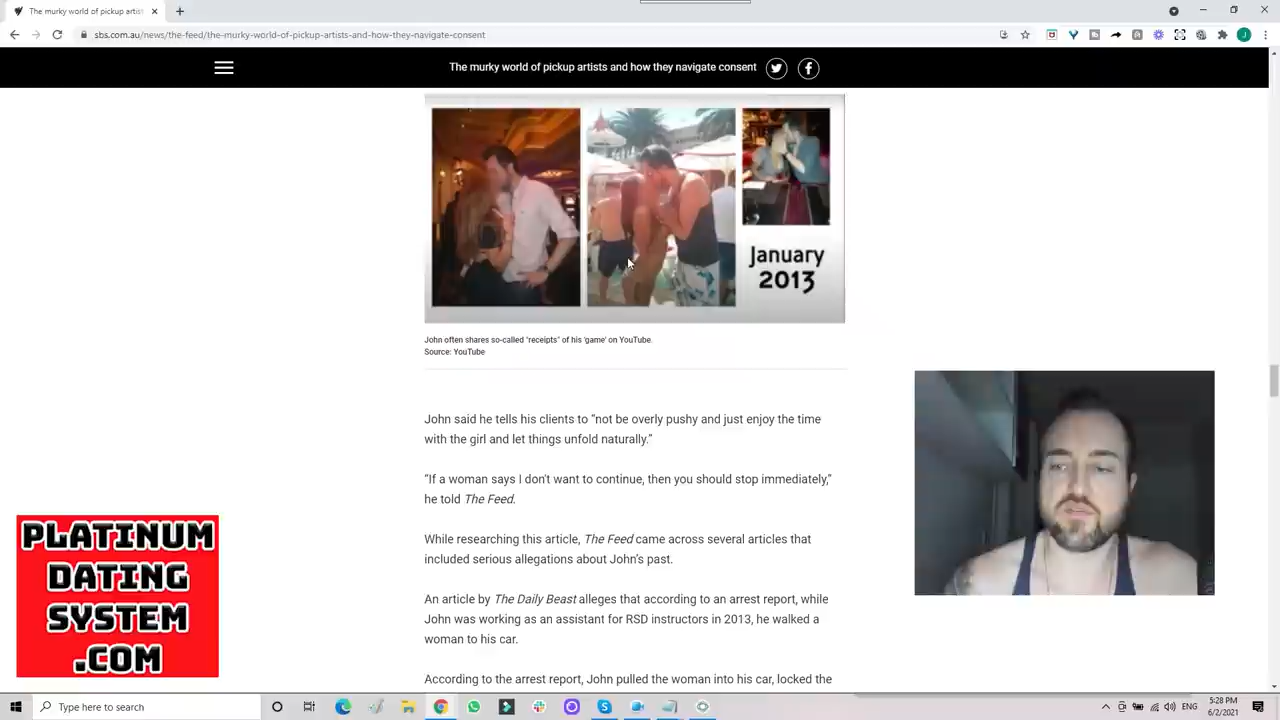 The murky world of pickup artis
sbs.com.au/news/the-feed/the-murky-world-of-pickup-artists-and-how-they-navigate-consent
The murky world of pickup artists and how they navigate consent
January
2013
John often shares so-called "receipts" of his 'game' on YouTube.
Source: YouTube
John said he tells his clients to “not be overly pushy and just enjoy the time
with the girl and let things unfold naturally.”
“If a woman says I don't want to continue, then you should stop immediately,”
he told The Feed.
While researching this article, The Feed came across several articles that
included serious allegations about John’s past.
An article by The Daily Beast alleges that according to an arrest report, while
John was working as an assistant for RSD instructors in 2013, he walked a
woman to his car.
According to the arrest report, John pulled the woman into his car, locked the
PLATINUM
DATING
SYSTEM
.COM
Type here to search
5:28 PM
6/2/2021